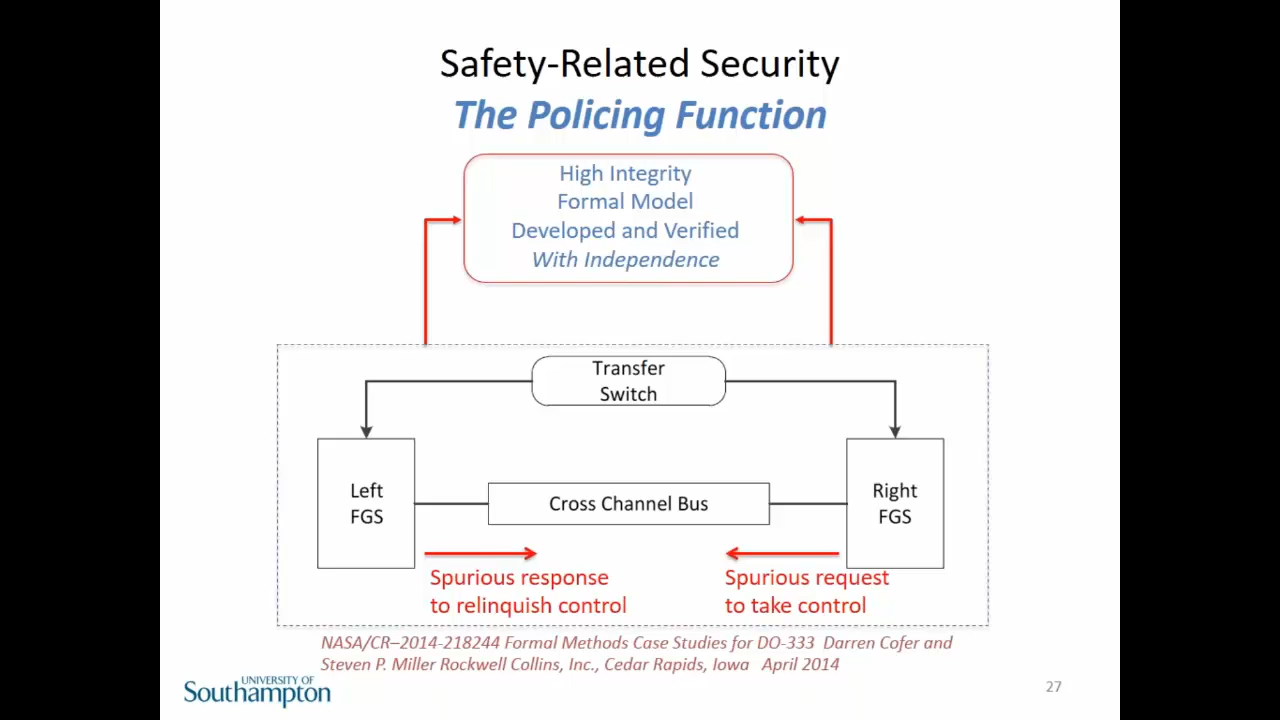 Safety-Related Security
The Policing Function
High Integrity
Formal Model
Developed and Verified
With Independence
Transfer
Switch
Left
FGS
Cross Channel Bus
Right
FGS
Spurious response
to relinquish control
Spurious request
to take control
NASA/CR–2014-218244 Formal Methods Case Studies for DO-333 Darren Cofer and
Steven P. Miller Rockwell Collins, Inc., Cedar Rapids, Iowa April 2014
UNIVERSITY OF
Southampton
27